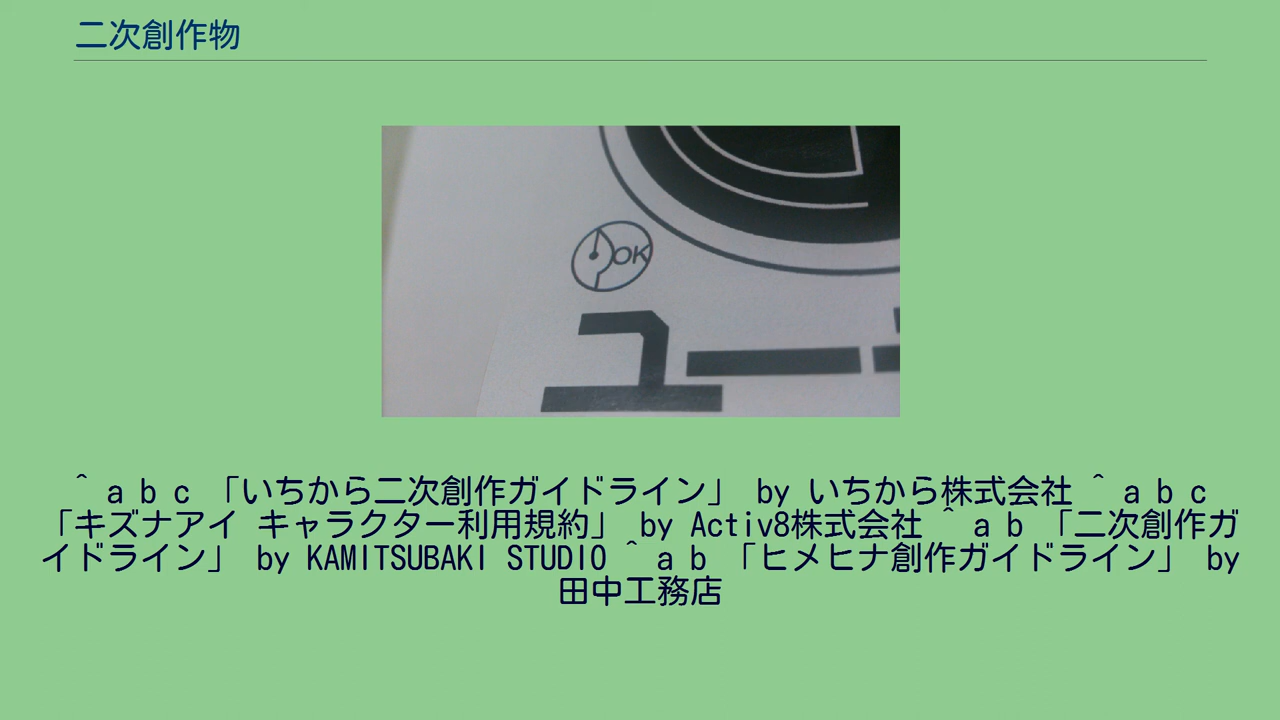 二次創作物
OK
ユー
^ a b c 「いちから二次創作ガイドライン」 by いちから株式会社 ^ a b c
「キズナアイ キャラクター利用規約」 by Activ8株式会社 ^ a b 「二次創作ガ
イドライン」 by KAMITSUBAKI STUDIO ^ a b 「ヒメヒナ創作ガイドライン」 by
田中工務店